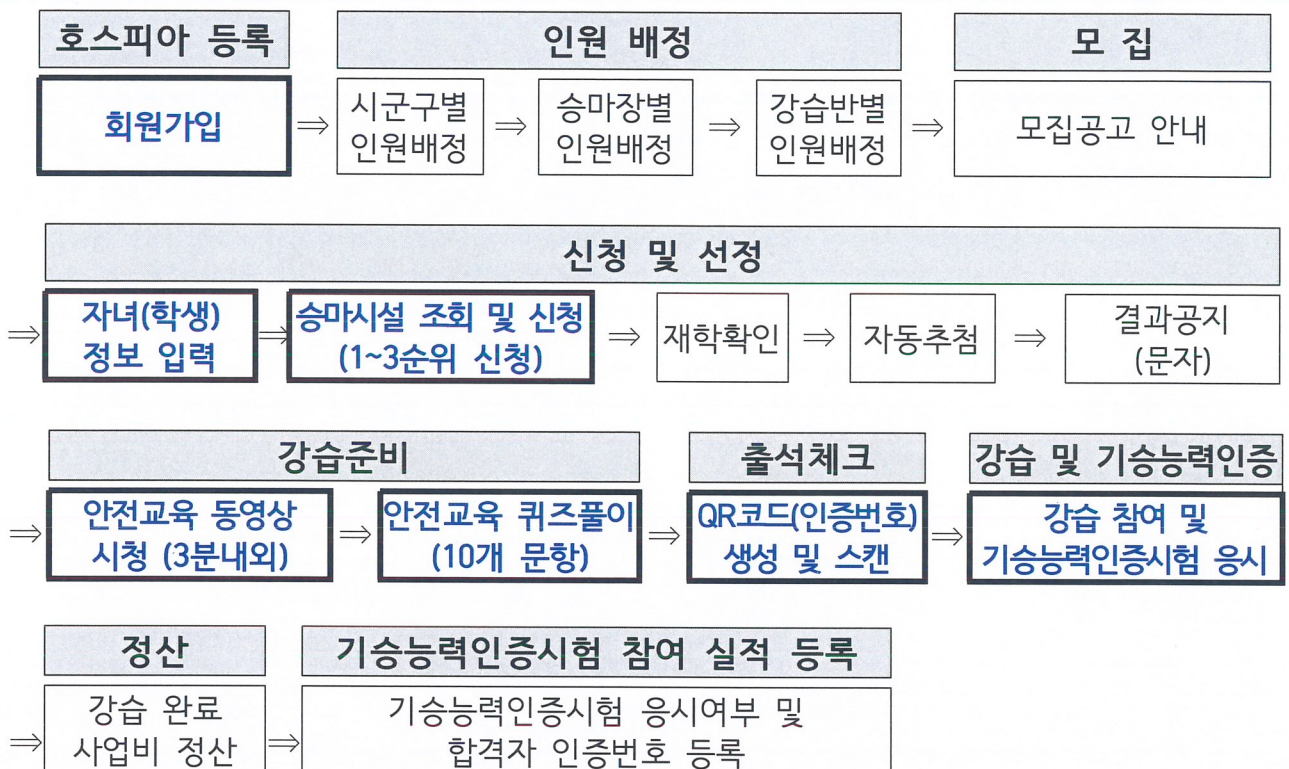 호스피아 등록
인원 배정
모 집
회원가입
⇒
시군구별
인원배정
⇒
승마장별
인원배정
⇒
강습반별
인원배정
⇒
모집공고 안내
신청 및 선정
⇒
자녀(학생)
정보 입력
⇒
승마시설 조회 및 신청
(1~3순위 신청)
⇒
재학확인
⇒
자동추첨
⇒
결과공지
(문자)
강습준비
출석체크
강습 및 기승능력인증
⇒
안전교육 동영상
시청 (3분내외)
⇒
안전교육 퀴즈풀이
(10개 문항)
⇒
QR코드(인증번호)
생성 및 스캔
⇒
강습 참여 및
기승능력인증시험 응시
정산
기승능력인증시험 참여 실적 등록
⇒
강습 완료
사업비 정산
⇒
기승능력인증시험 응시여부 및
합격자 인증번호 등록